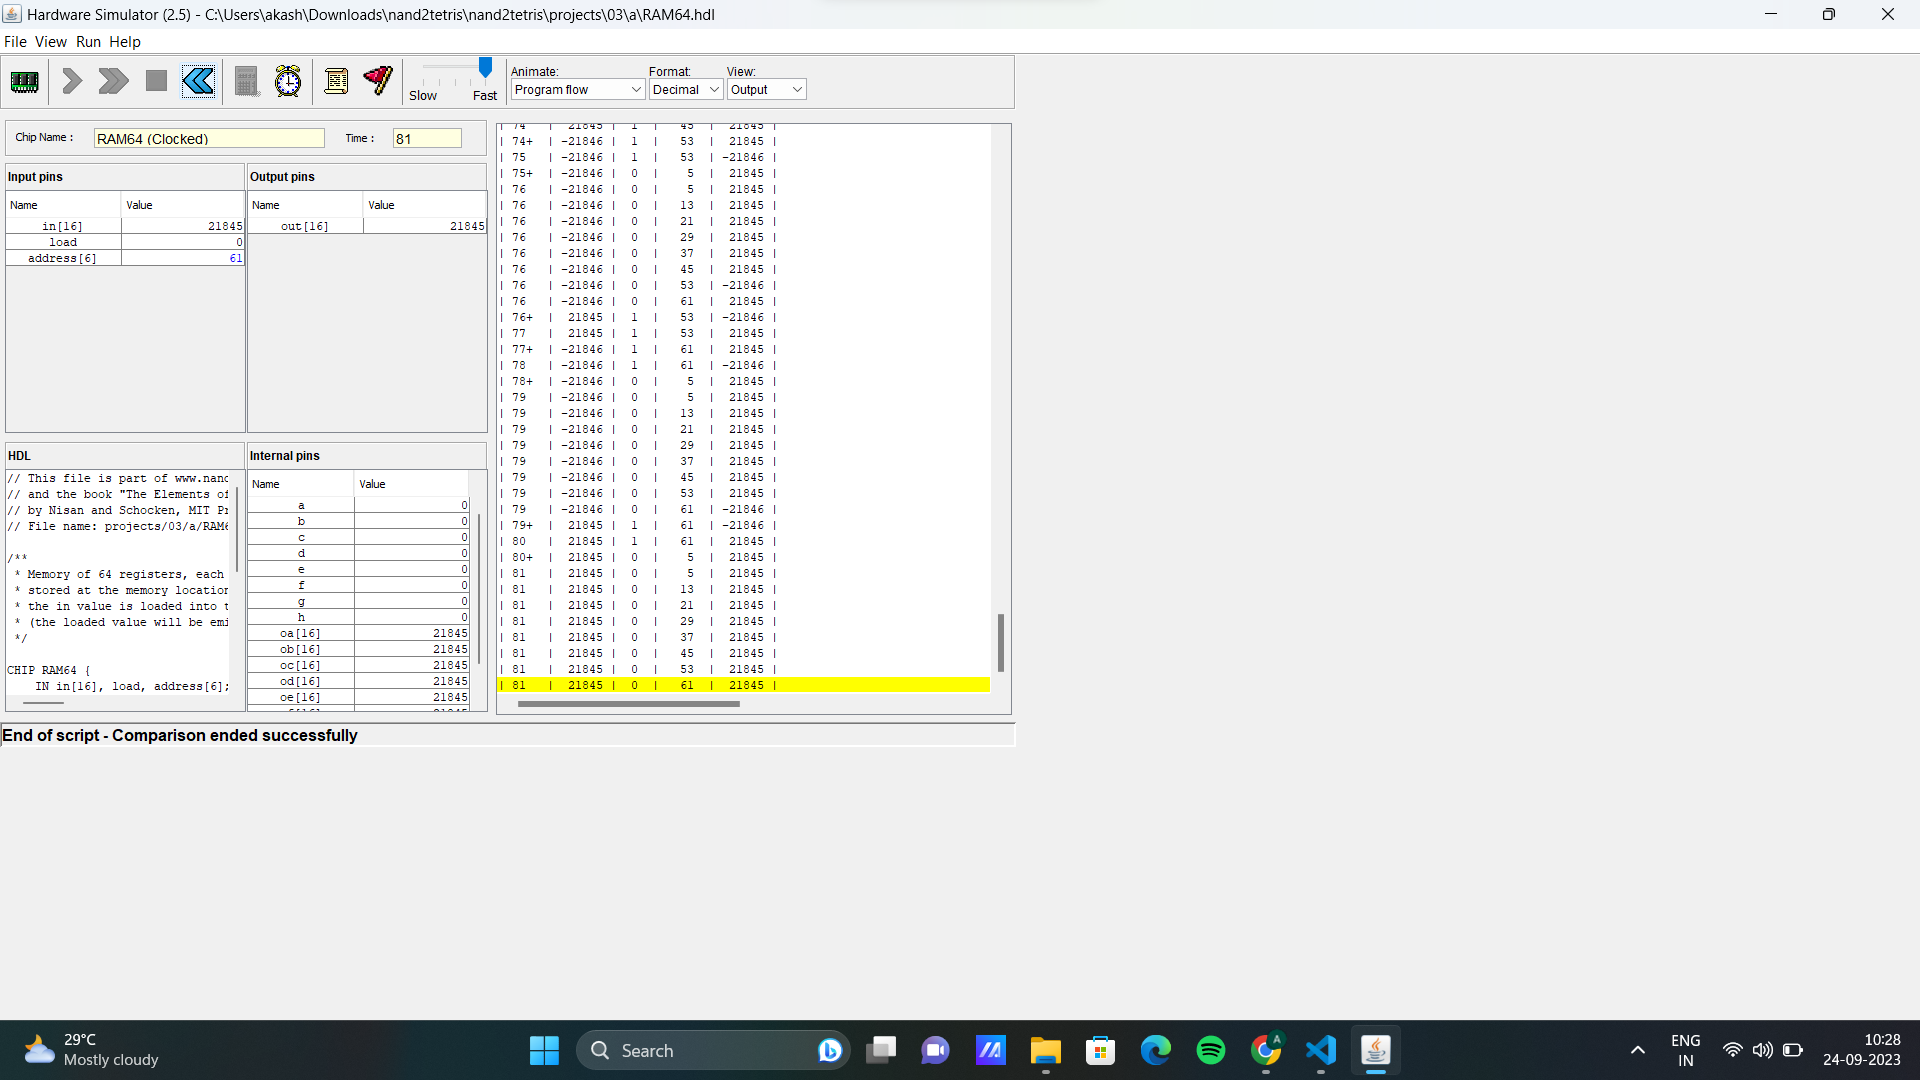 Hardware Simulator (2.5) - C:\Users\akash\Downloads\nand2tetris\nand2tetris\projects\03\a\RAM64.hdl
File View Run Help
Slow Fast
Animate: Format: View:
Program flow Decimal Output
Chip Name : RAM64 (Clocked) Time : 81
Input pins
Name Value
in[16] 21845
load 0
address[6] 61
Output pins
Name Value
out[16] 21845
HDL
// This file is part of www.nand
// and the book "The Elements of
// by Nisan and Schocken, MIT Pr
// File name: projects/03/a/RAM6
/**
* Memory of 64 registers, each
* stored at the memory location
* the in value is loaded into t
* (the loaded value will be emi
*/
CHIP RAM64 {
IN in[16], load, address[6];
Internal pins
Name Value
a 0
b 0
c 0
d 0
e 0
f 0
g 0
h 0
oa[16] 21845
ob[16] 21845
oc[16] 21845
od[16] 21845
oe[16] 21845
| 74 | 21845 | 1 | 45 | 21845 |
| 74+ | -21846 | 1 | 53 | 21845 |
| 75 | -21846 | 1 | 53 | -21846 |
| 75+ | -21846 | 0 | 5 | 21845 |
| 76 | -21846 | 0 | 5 | 21845 |
| 76 | -21846 | 0 | 13 | 21845 |
| 76 | -21846 | 0 | 21 | 21845 |
| 76 | -21846 | 0 | 29 | 21845 |
| 76 | -21846 | 0 | 37 | 21845 |
| 76 | -21846 | 0 | 45 | 21845 |
| 76 | -21846 | 0 | 53 | -21846 |
| 76 | -21846 | 0 | 61 | 21845 |
| 76+ | 21845 | 1 | 53 | -21846 |
| 77 | 21845 | 1 | 53 | 21845 |
| 77+ | -21846 | 1 | 61 | 21845 |
| 78 | -21846 | 1 | 61 | -21846 |
| 78+ | -21846 | 0 | 5 | 21845 |
| 79 | -21846 | 0 | 5 | 21845 |
| 79 | -21846 | 0 | 13 | 21845 |
| 79 | -21846 | 0 | 21 | 21845 |
| 79 | -21846 | 0 | 29 | 21845 |
| 79 | -21846 | 0 | 37 | 21845 |
| 79 | -21846 | 0 | 45 | 21845 |
| 79 | -21846 | 0 | 53 | 21845 |
| 79 | -21846 | 0 | 61 | -21846 |
| 79+ | 21845 | 1 | 61 | -21846 |
| 80 | 21845 | 1 | 61 | 21845 |
| 80+ | 21845 | 0 | 5 | 21845 |
| 81 | 21845 | 0 | 5 | 21845 |
| 81 | 21845 | 0 | 13 | 21845 |
| 81 | 21845 | 0 | 21 | 21845 |
| 81 | 21845 | 0 | 29 | 21845 |
| 81 | 21845 | 0 | 37 | 21845 |
| 81 | 21845 | 0 | 45 | 21845 |
| 81 | 21845 | 0 | 53 | 21845 |
| 81 | 21845 | 0 | 61 | 21845 |
End of script - Comparison ended successfully
29°C
Mostly cloudy
Search
A
ENG
IN
10:28
24-09-2023